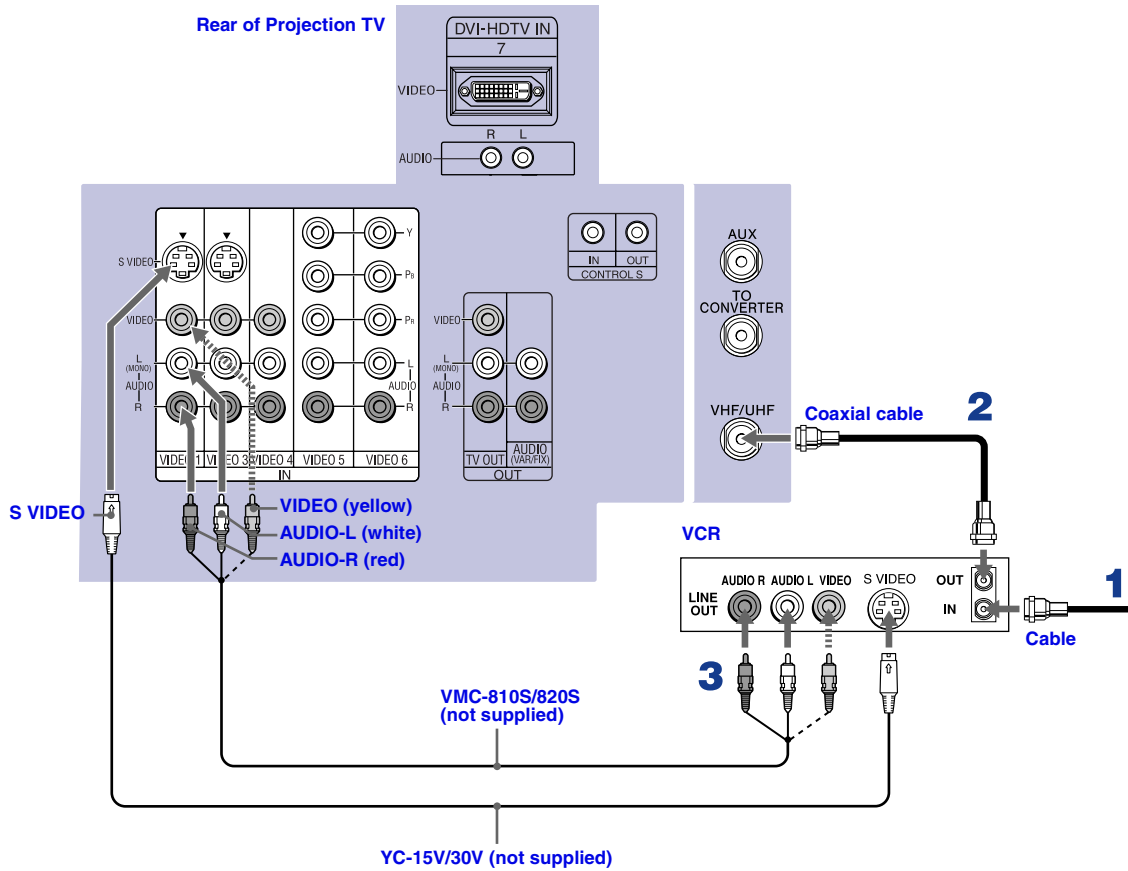 Rear of Projection TV
DVI-HDTV IN
7
VIDEO
R L
AUDIO
S VIDEO
Y
PB
VIDEO
PR
L
(MONO)
AUDIO
R
L
AUDIO
R
VIDEO 1 VIDEO 3 VIDEO 4 VIDEO 5 VIDEO 6
IN
IN OUT
CONTROL S
VIDEO
L
(MONO)
AUDIO
R
TV OUT AUDIO
(VAR/FIX)
OUT
AUX
TO
CONVERTER
VHF/UHF
Coaxial cable
2
S VIDEO
VIDEO (yellow)
AUDIO-L (white)
AUDIO-R (red)
VCR
AUDIO R AUDIO L VIDEO S VIDEO
LINE
OUT
OUT
IN
1
Cable
3
VMC-810S/820S
(not supplied)
YC-15V/30V (not supplied)